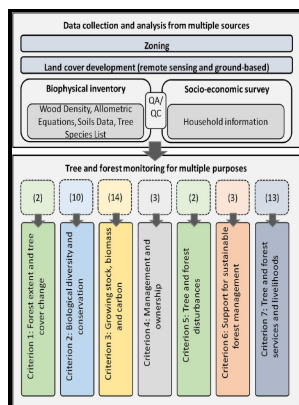 Data collection and analysis from multiple sources
Zoning
Land cover development (remote sensing and ground-based)
Biophysical inventory
Wood Density, Allometric
Equations, Soils Data, Tree
Species List
QA/
QC
Socio-economic survey
Household information
Tree and forest monitoring for multiple purposes
(2)
(10)
(14)
(3)
(2)
(3)
(13)
Criterion 1: Forest extent and tree
cover change
Criterion 2: Biological diversity and
conservation
Criterion 3: Growing stock, biomass
and carbon
Criterion 4: Management and
ownership
Criterion 5: Tree and forest
disturbances
Criterion 6: Support for sustainable
forest management
Criterion 7: Tree and forest
services and livelihoods